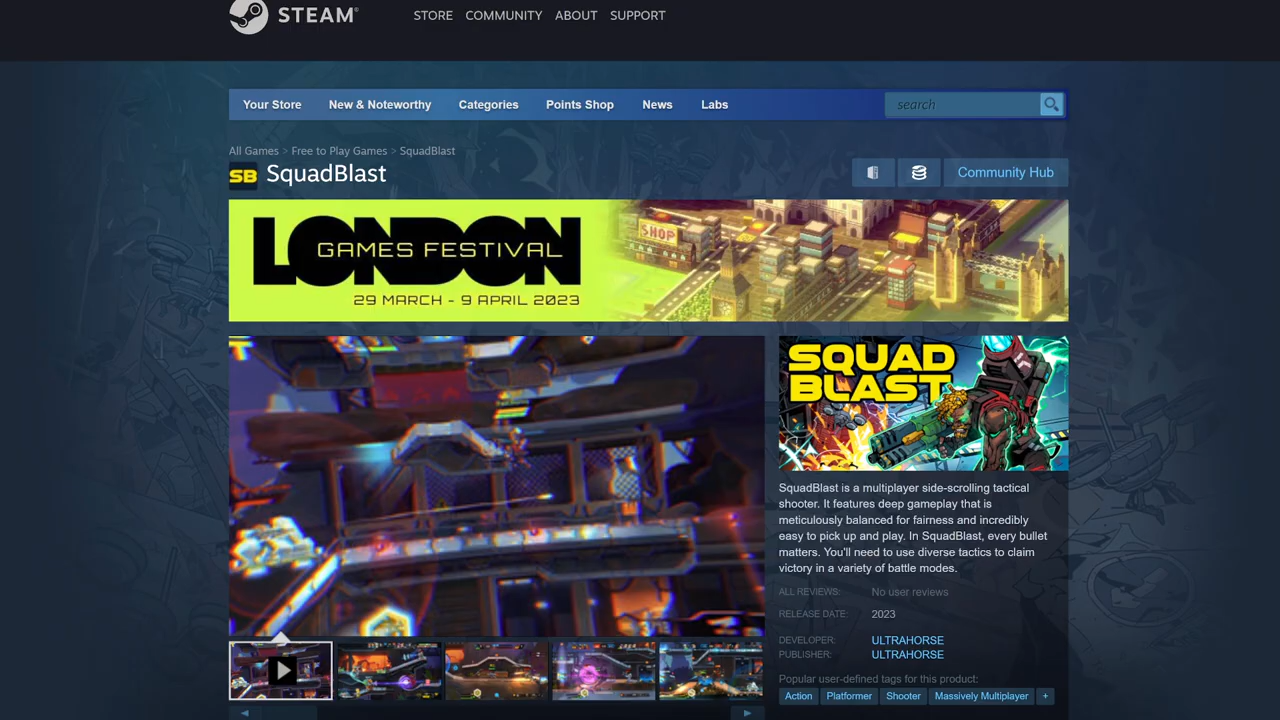 STEAM
STORE COMMUNITY ABOUT SUPPORT
Your Store New & Noteworthy Categories Points Shop News Labs search
All Games > Free to Play Games > SquadBlast
SB SquadBlast
Community Hub
LONDON
GAMES FESTIVAL
29 MARCH - 9 APRIL 2023
SHOP
SQUAD
BLAST
SquadBlast is a multiplayer side-scrolling tactical
shooter. It features deep gameplay that is
meticulously balanced for fairness and incredibly
easy to pick up and play. In SquadBlast, every bullet
matters. You'll need to use diverse tactics to claim
victory in a variety of battle modes.
ALL REVIEWS: No user reviews
RELEASE DATE: 2023
DEVELOPER: ULTRAHORSE
PUBLISHER: ULTRAHORSE
Popular user-defined tags for this product:
Action Platformer Shooter Massively Multiplayer +